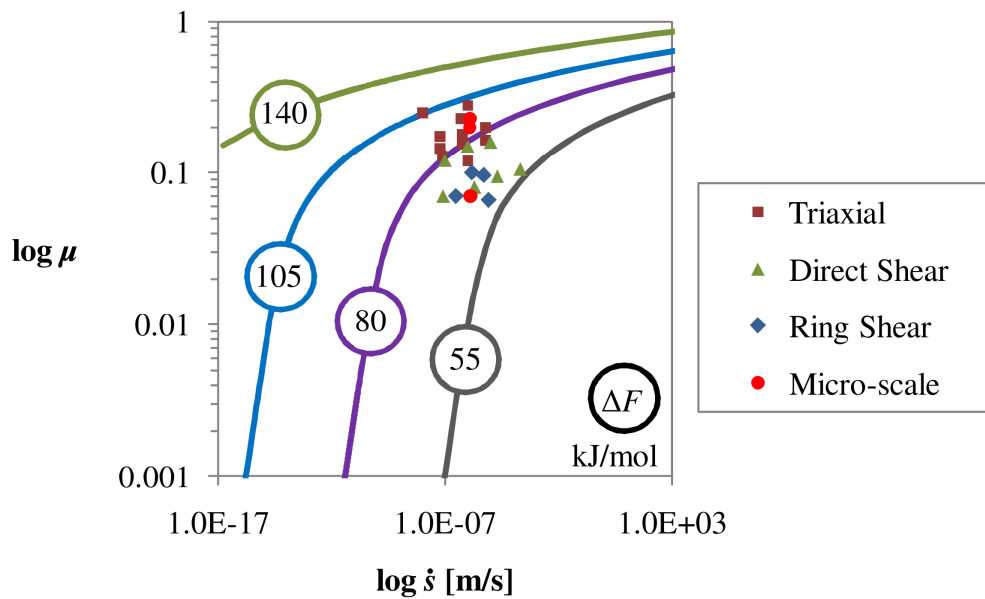 1
140
0.1
log μ
105
0.01
80
55
ΔF
kJ/mol
0.001
1.0E-17
1.0E-07
1.0E+03
log ṡ [m/s]
Triaxial
Direct Shear
Ring Shear
Micro-scale